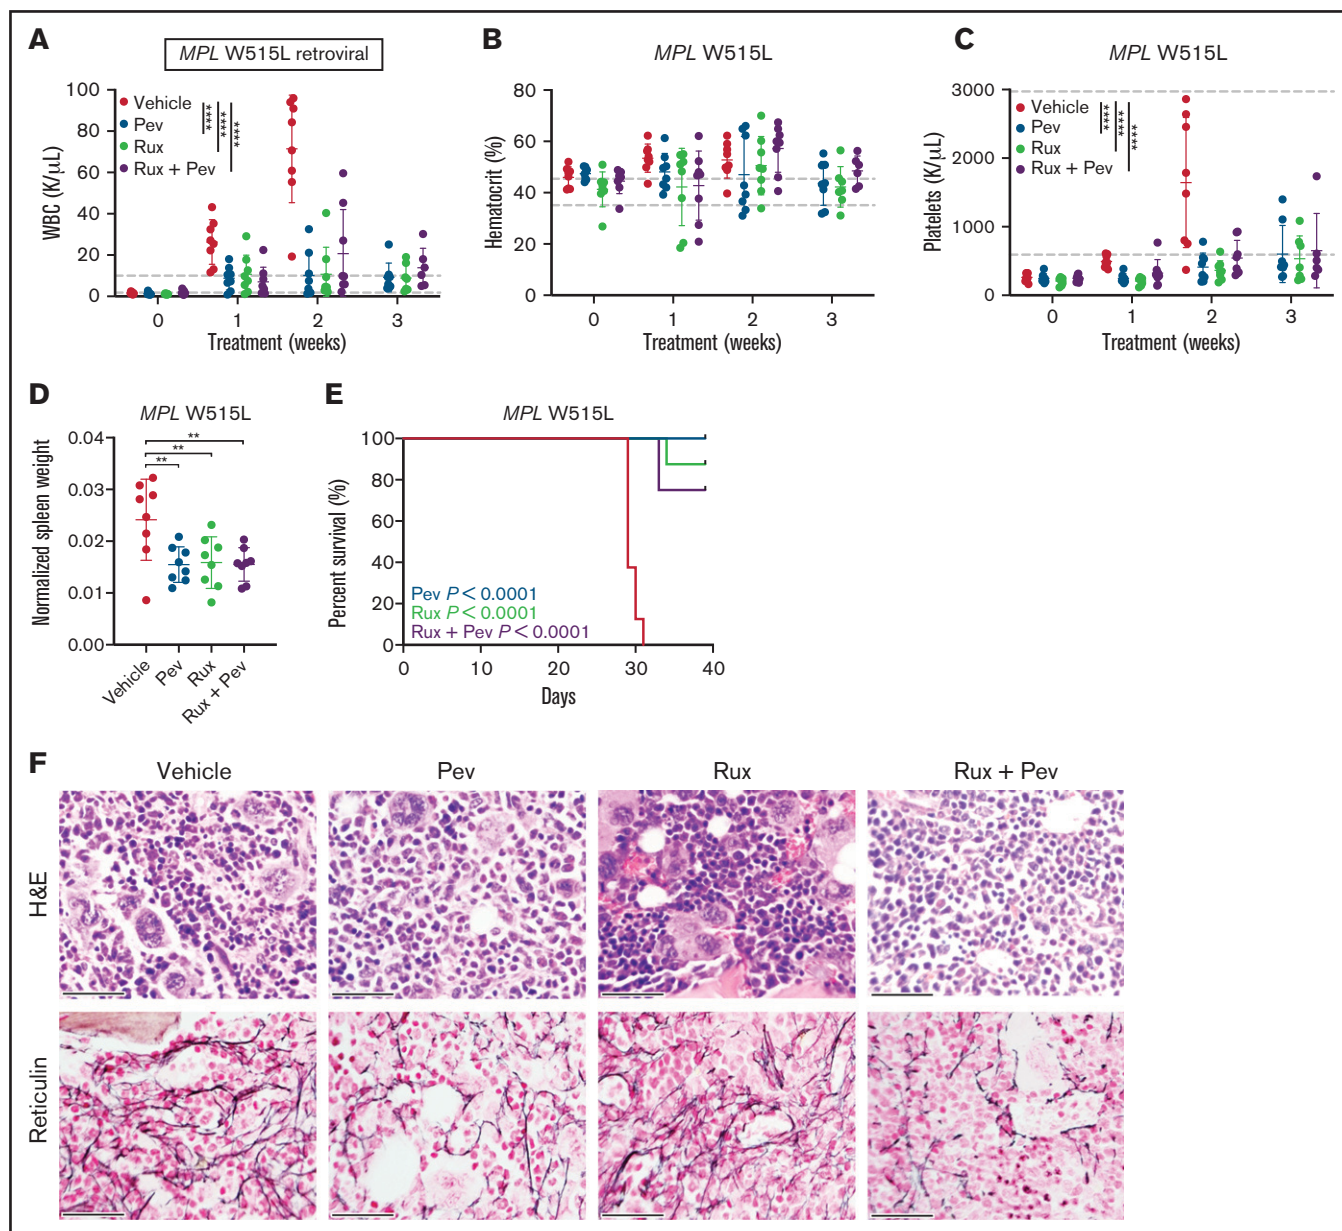 A
MPL W515L retroviral
WBC (K/μL)
100
80
60
40
20
0
Vehicle
Pev
Rux
Rux + Pev
****
****
****
0 1 2 3
Treatment (weeks)
B
MPL W515L
Hematocrit (%)
80
60
40
20
0
0 1 2 3
Treatment (weeks)
C
MPL W515L
Platelets (K/μL)
3000
2000
1000
0
Vehicle
Pev
Rux
Rux + Pev
****
****
****
0 1 2 3
Treatment (weeks)
D
MPL W515L
Normalized spleen weight
0.04
0.03
0.02
0.01
0.00
**
**
**
Vehicle
Pev
Rux
Rux + Pev
E
MPL W515L
Percent survival (%)
100
80
60
40
20
0
Pev P < 0.0001
Rux P < 0.0001
Rux + Pev P < 0.0001
0 10 20 30 40
Days
F
Vehicle Pev Rux Rux + Pev
H&E
Reticulin